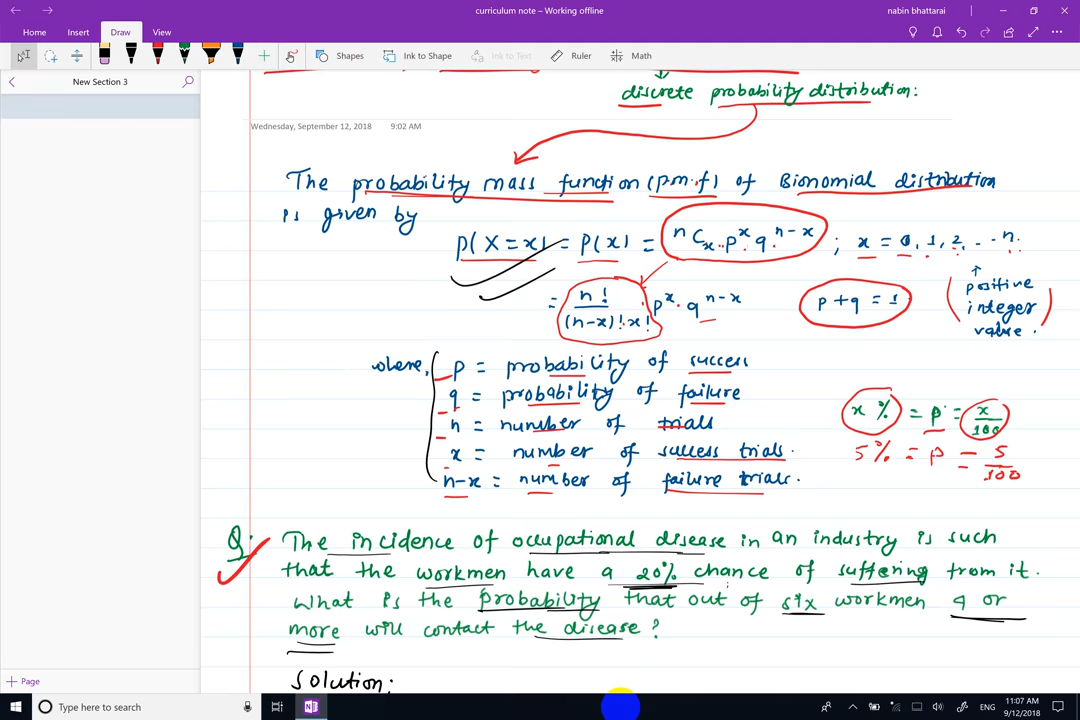 curriculum note – Working offline
nabin bhattarai
Home Insert Draw View
Shapes Ink to Shape Ink to Text Ruler Math
New Section 3
discrete probability distribution:
Wednesday, September 12, 2018 9:02 AM
The probability mass function (p.m.f) of Bionomial distribution
is given by
P(X=x) = P(x) = ⁿCₓ.pˣ.qⁿ⁻ˣ ; x = 0, 1, 2, ... n.
= n!/((n-x)!.x!) . pˣ.qⁿ⁻ˣ
p+q = 1
(positive
integer
value.)
where, p = probability of success
q = probability of failure
n = number of trials
x = number of success trials.
n-x = number of failure trials.
x% = p = x/100
5% = p = 5/100
Q. The incidence of ocupational disease in an industry is such
that the workmen have a 20% chance of suffering from it.
What is the probability that out of six workmen 4 or
more will contact the disease?
Solution:
+ Page
Type here to search
ENG
11:07 AM
9/12/2018